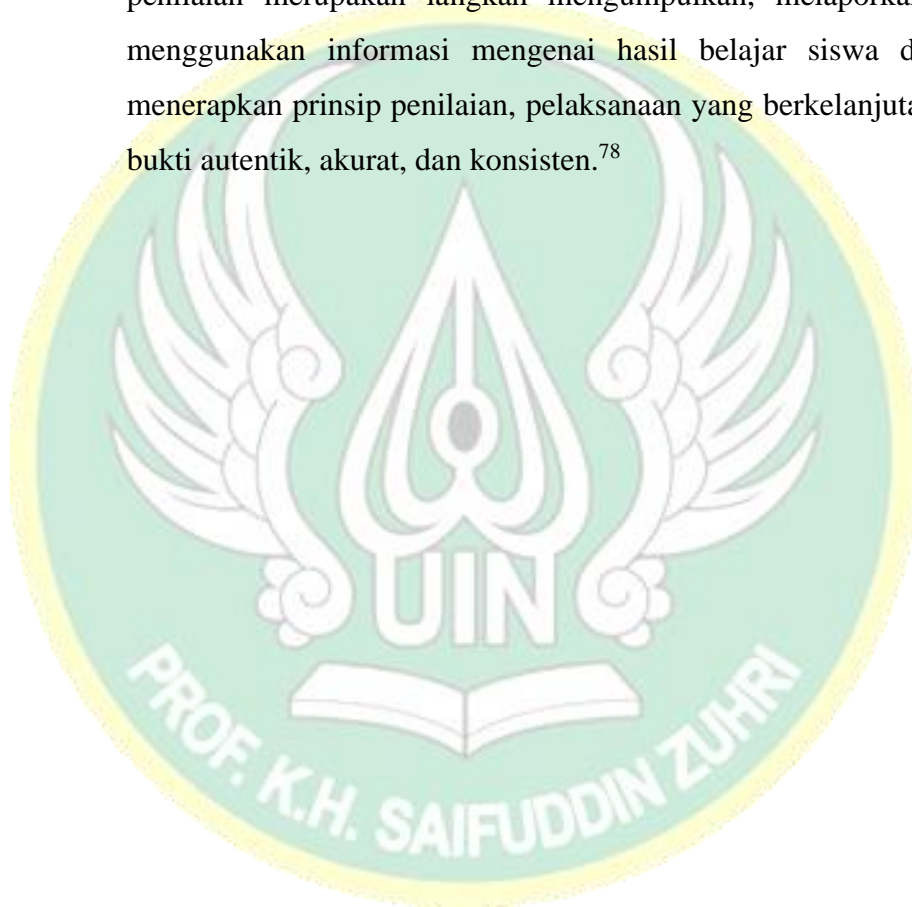 penilaian merupakan langkah mengumpulkan, melaporkan
menggunakan informasi mengenai hasil belajar siswa d
menerapkan prinsip penilaian, pelaksanaan yang berkelanjuta
bukti autentik, akurat, dan konsisten.78
UIN
PROF. K.H. SAIFUDDIN ZUHRI